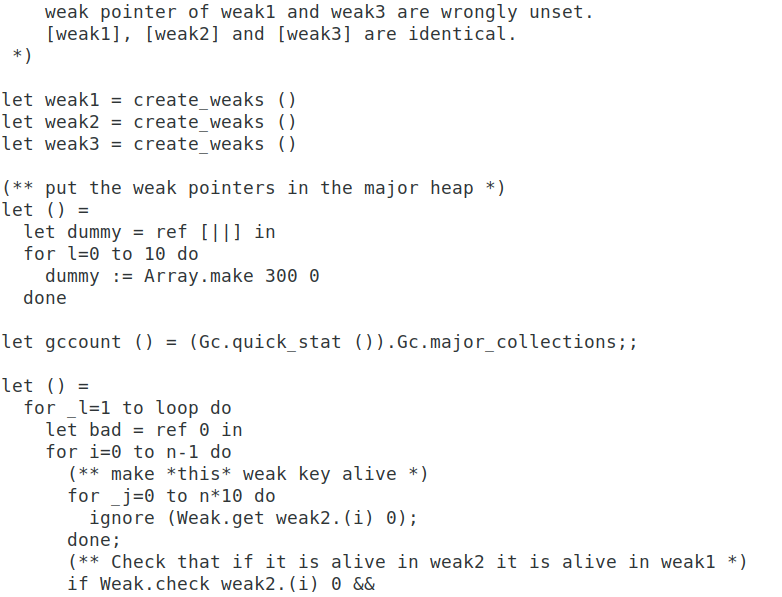 weak pointer of weak1 and weak3 are wrongly unset.
    [weak1], [weak2] and [weak3] are identical.
 *)

let weak1 = create_weaks ()
let weak2 = create_weaks ()
let weak3 = create_weaks ()

(** put the weak pointers in the major heap *)
let () =
  let dummy = ref [||] in
  for l=0 to 10 do
    dummy := Array.make 300 0
  done

let gccount () = (Gc.quick_stat ()).Gc.major_collections;;

let () =
  for _l=1 to loop do
    let bad = ref 0 in
    for i=0 to n-1 do
      (** make *this* weak key alive *)
      for _j=0 to n*10 do
        ignore (Weak.get weak2.(i) 0);
      done;
      (** Check that if it is alive in weak2 it is alive in weak1 *)
      if Weak.check weak2.(i) 0 &&